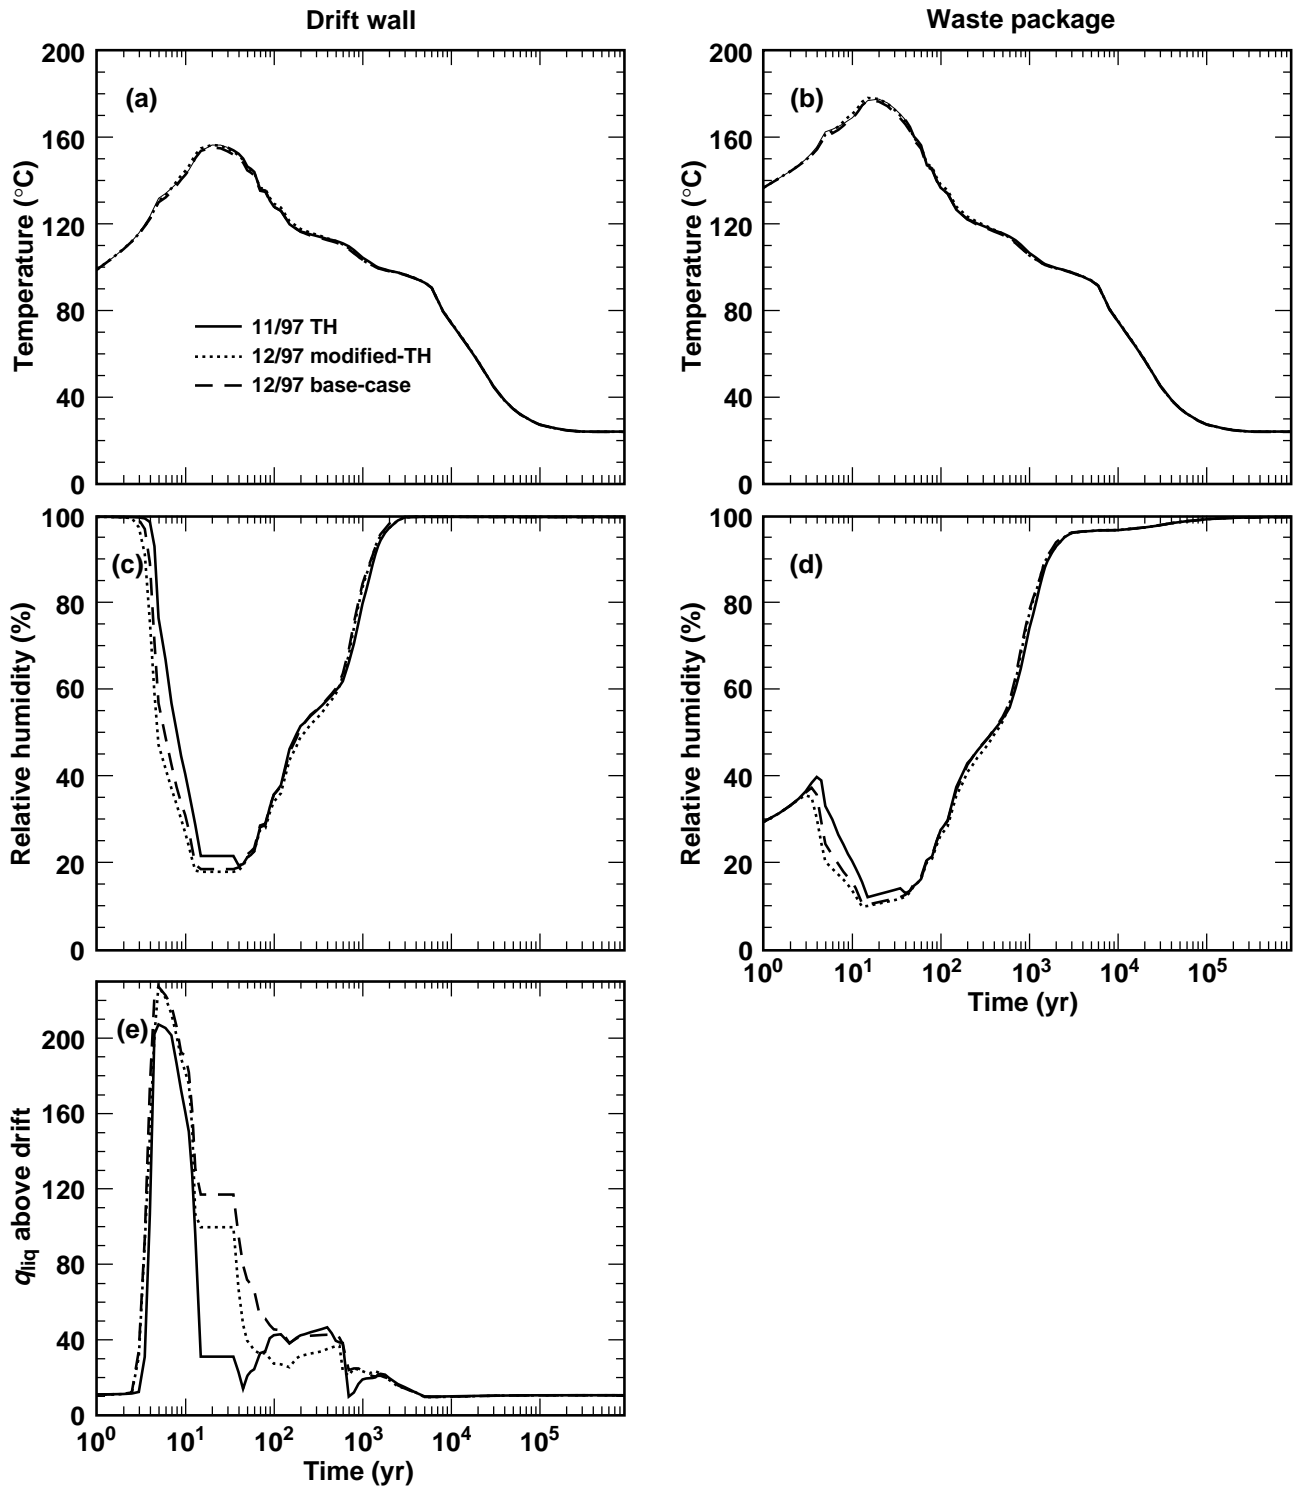 Drift wall
Waste package
200
160
120
80
40
0
Temperature (°C)
(a)
11/97 TH
12/97 modified-TH
12/97 base-case
200
160
120
80
40
0
Temperature (°C)
(b)
100
80
60
40
20
0
Relative humidity (%)
(c)
100
80
60
40
20
0
Relative humidity (%)
(d)
10⁰ 10¹ 10² 10³ 10⁴ 10⁵
Time (yr)
200
160
120
80
40
0
qliq above drift
(e)
10⁰ 10¹ 10² 10³ 10⁴ 10⁵
Time (yr)